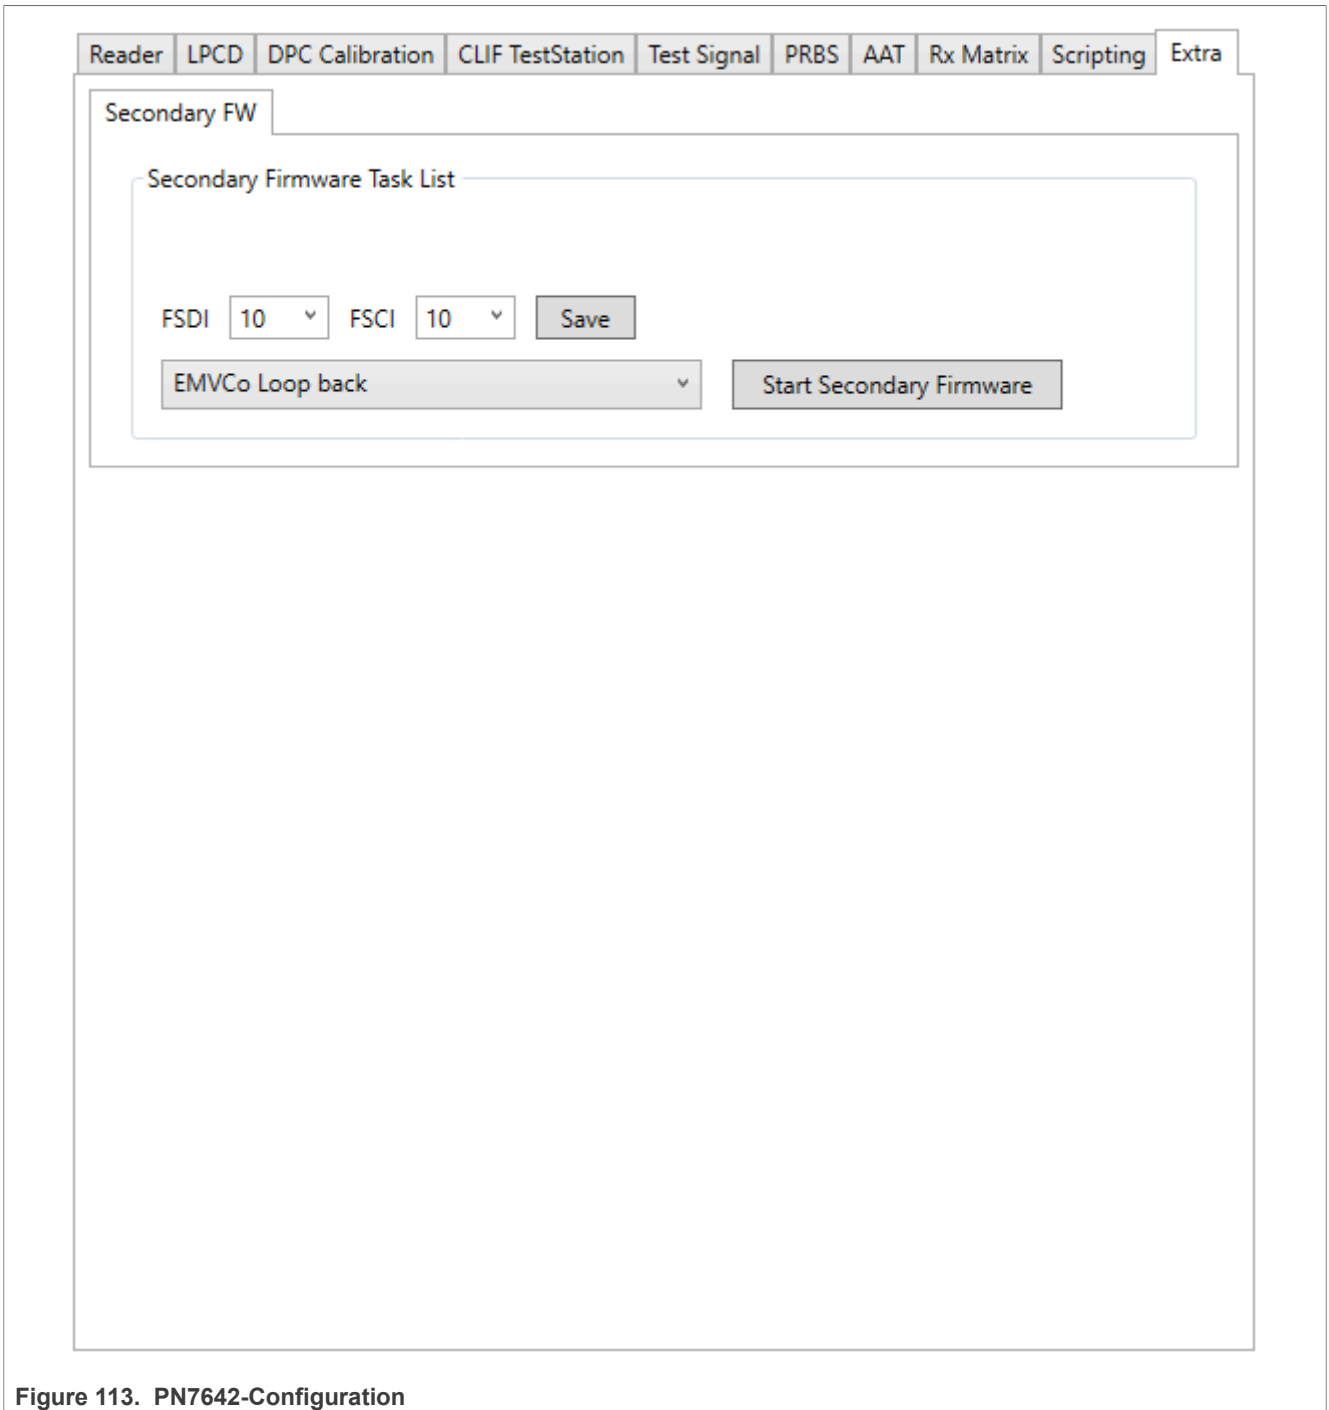 Reader LPCD DPC Calibration CLIF TestStation Test Signal PRBS AAT Rx Matrix Scripting Extra
Secondary FW
Secondary Firmware Task List
FSDI 10 FSCI 10 Save
EMVCo Loop back Start Secondary Firmware
Figure 113. PN7642-Configuration